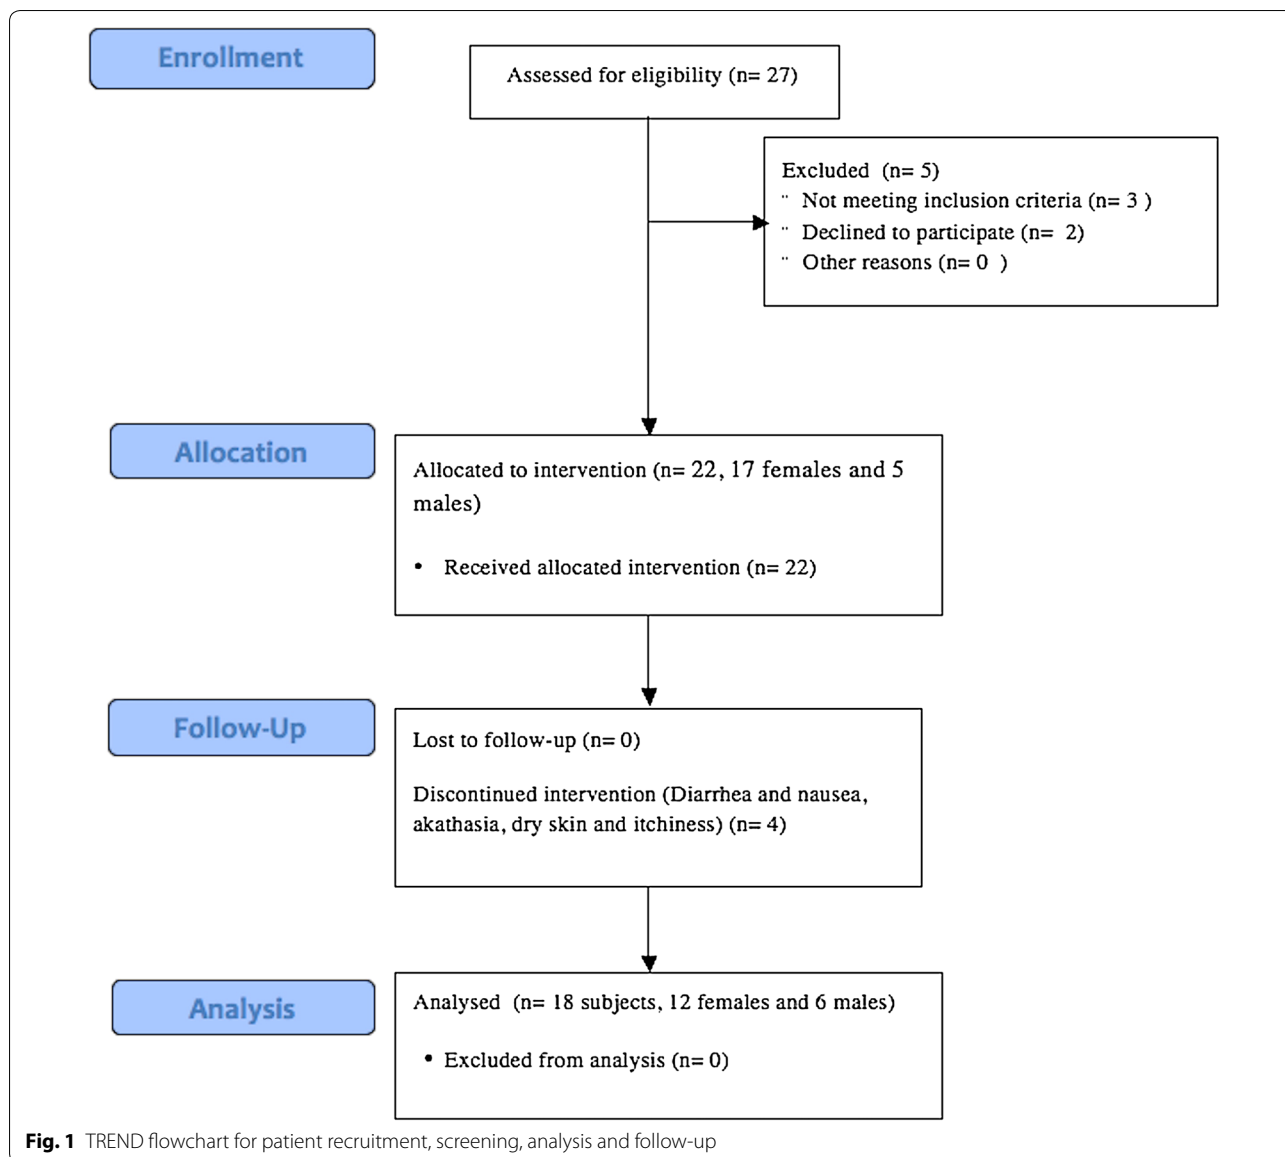 Enrollment
Assessed for eligibility (n= 27)
Excluded (n= 5)
¨ Not meeting inclusion criteria (n= 3 )
¨ Declined to participate (n= 2)
¨ Other reasons (n= 0 )
Allocation
Allocated to intervention (n= 22, 17 females and 5
males)
• Received allocated intervention (n= 22)
Follow-Up
Lost to follow-up (n= 0)
Discontinued intervention (Diarrhea and nausea,
akathasia, dry skin and itchiness) (n= 4)
Analysis
Analysed (n= 18 subjects, 12 females and 6 males)
• Excluded from analysis (n= 0)
Fig. 1 TREND flowchart for patient recruitment, screening, analysis and follow-up